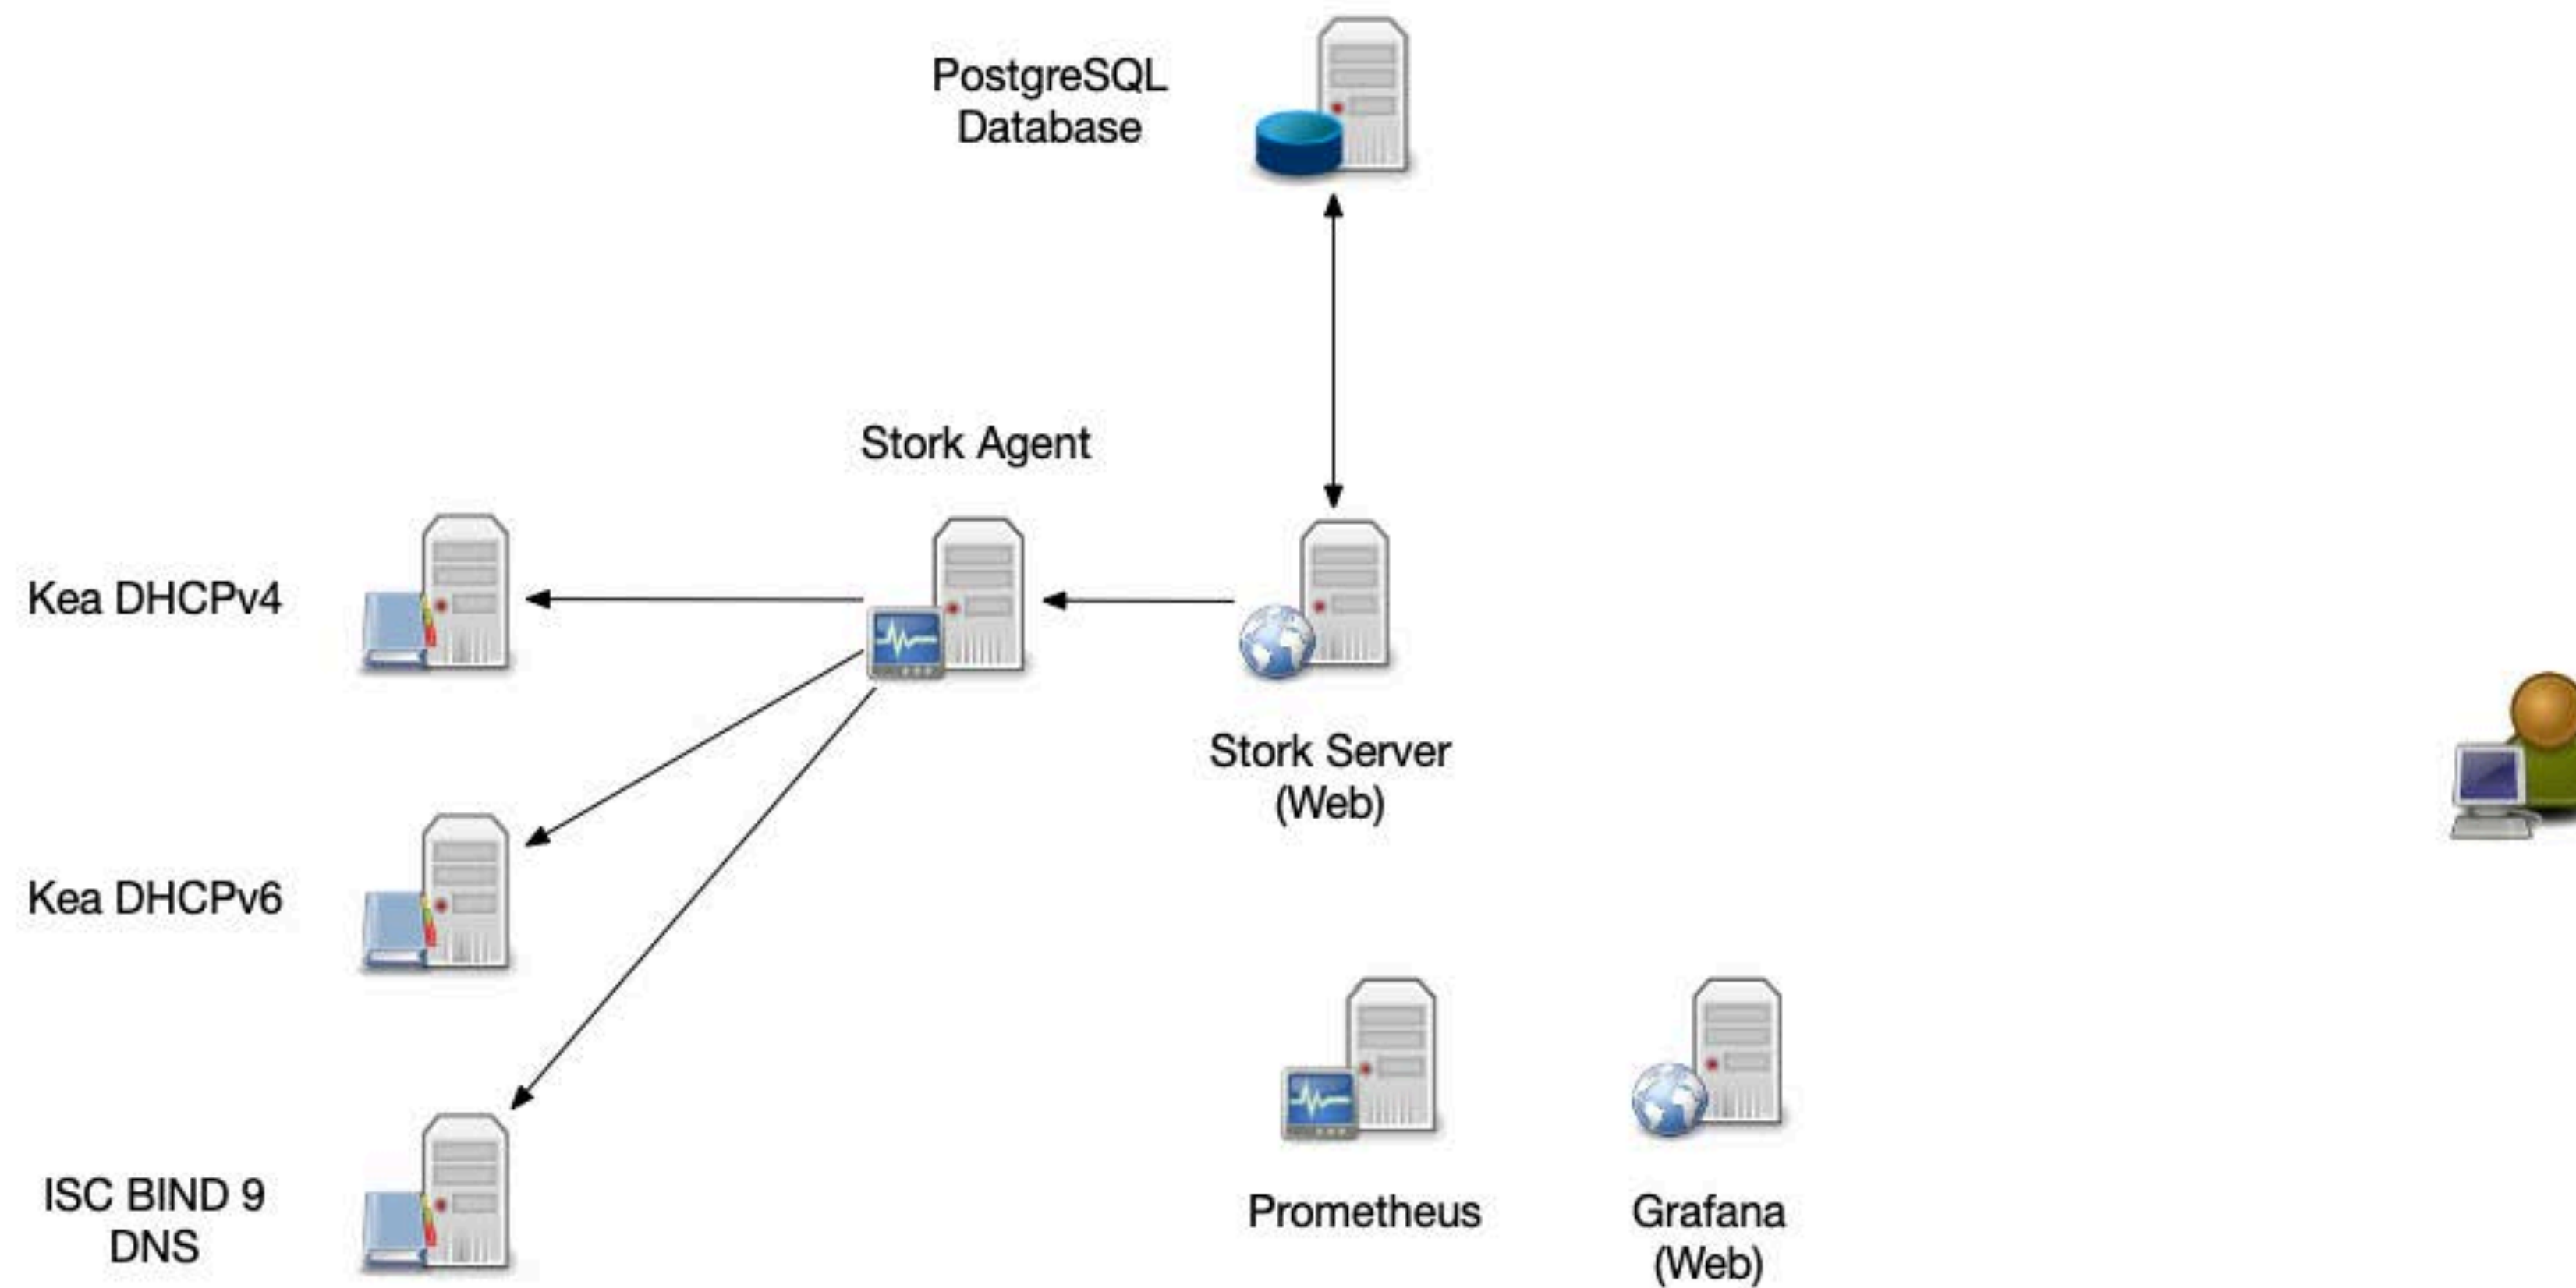 PostgreSQL
Database
Stork Agent
Kea DHCPv4
Stork Server
(Web)
Kea DHCPv6
ISC BIND 9
DNS
Prometheus
Grafana
(Web)